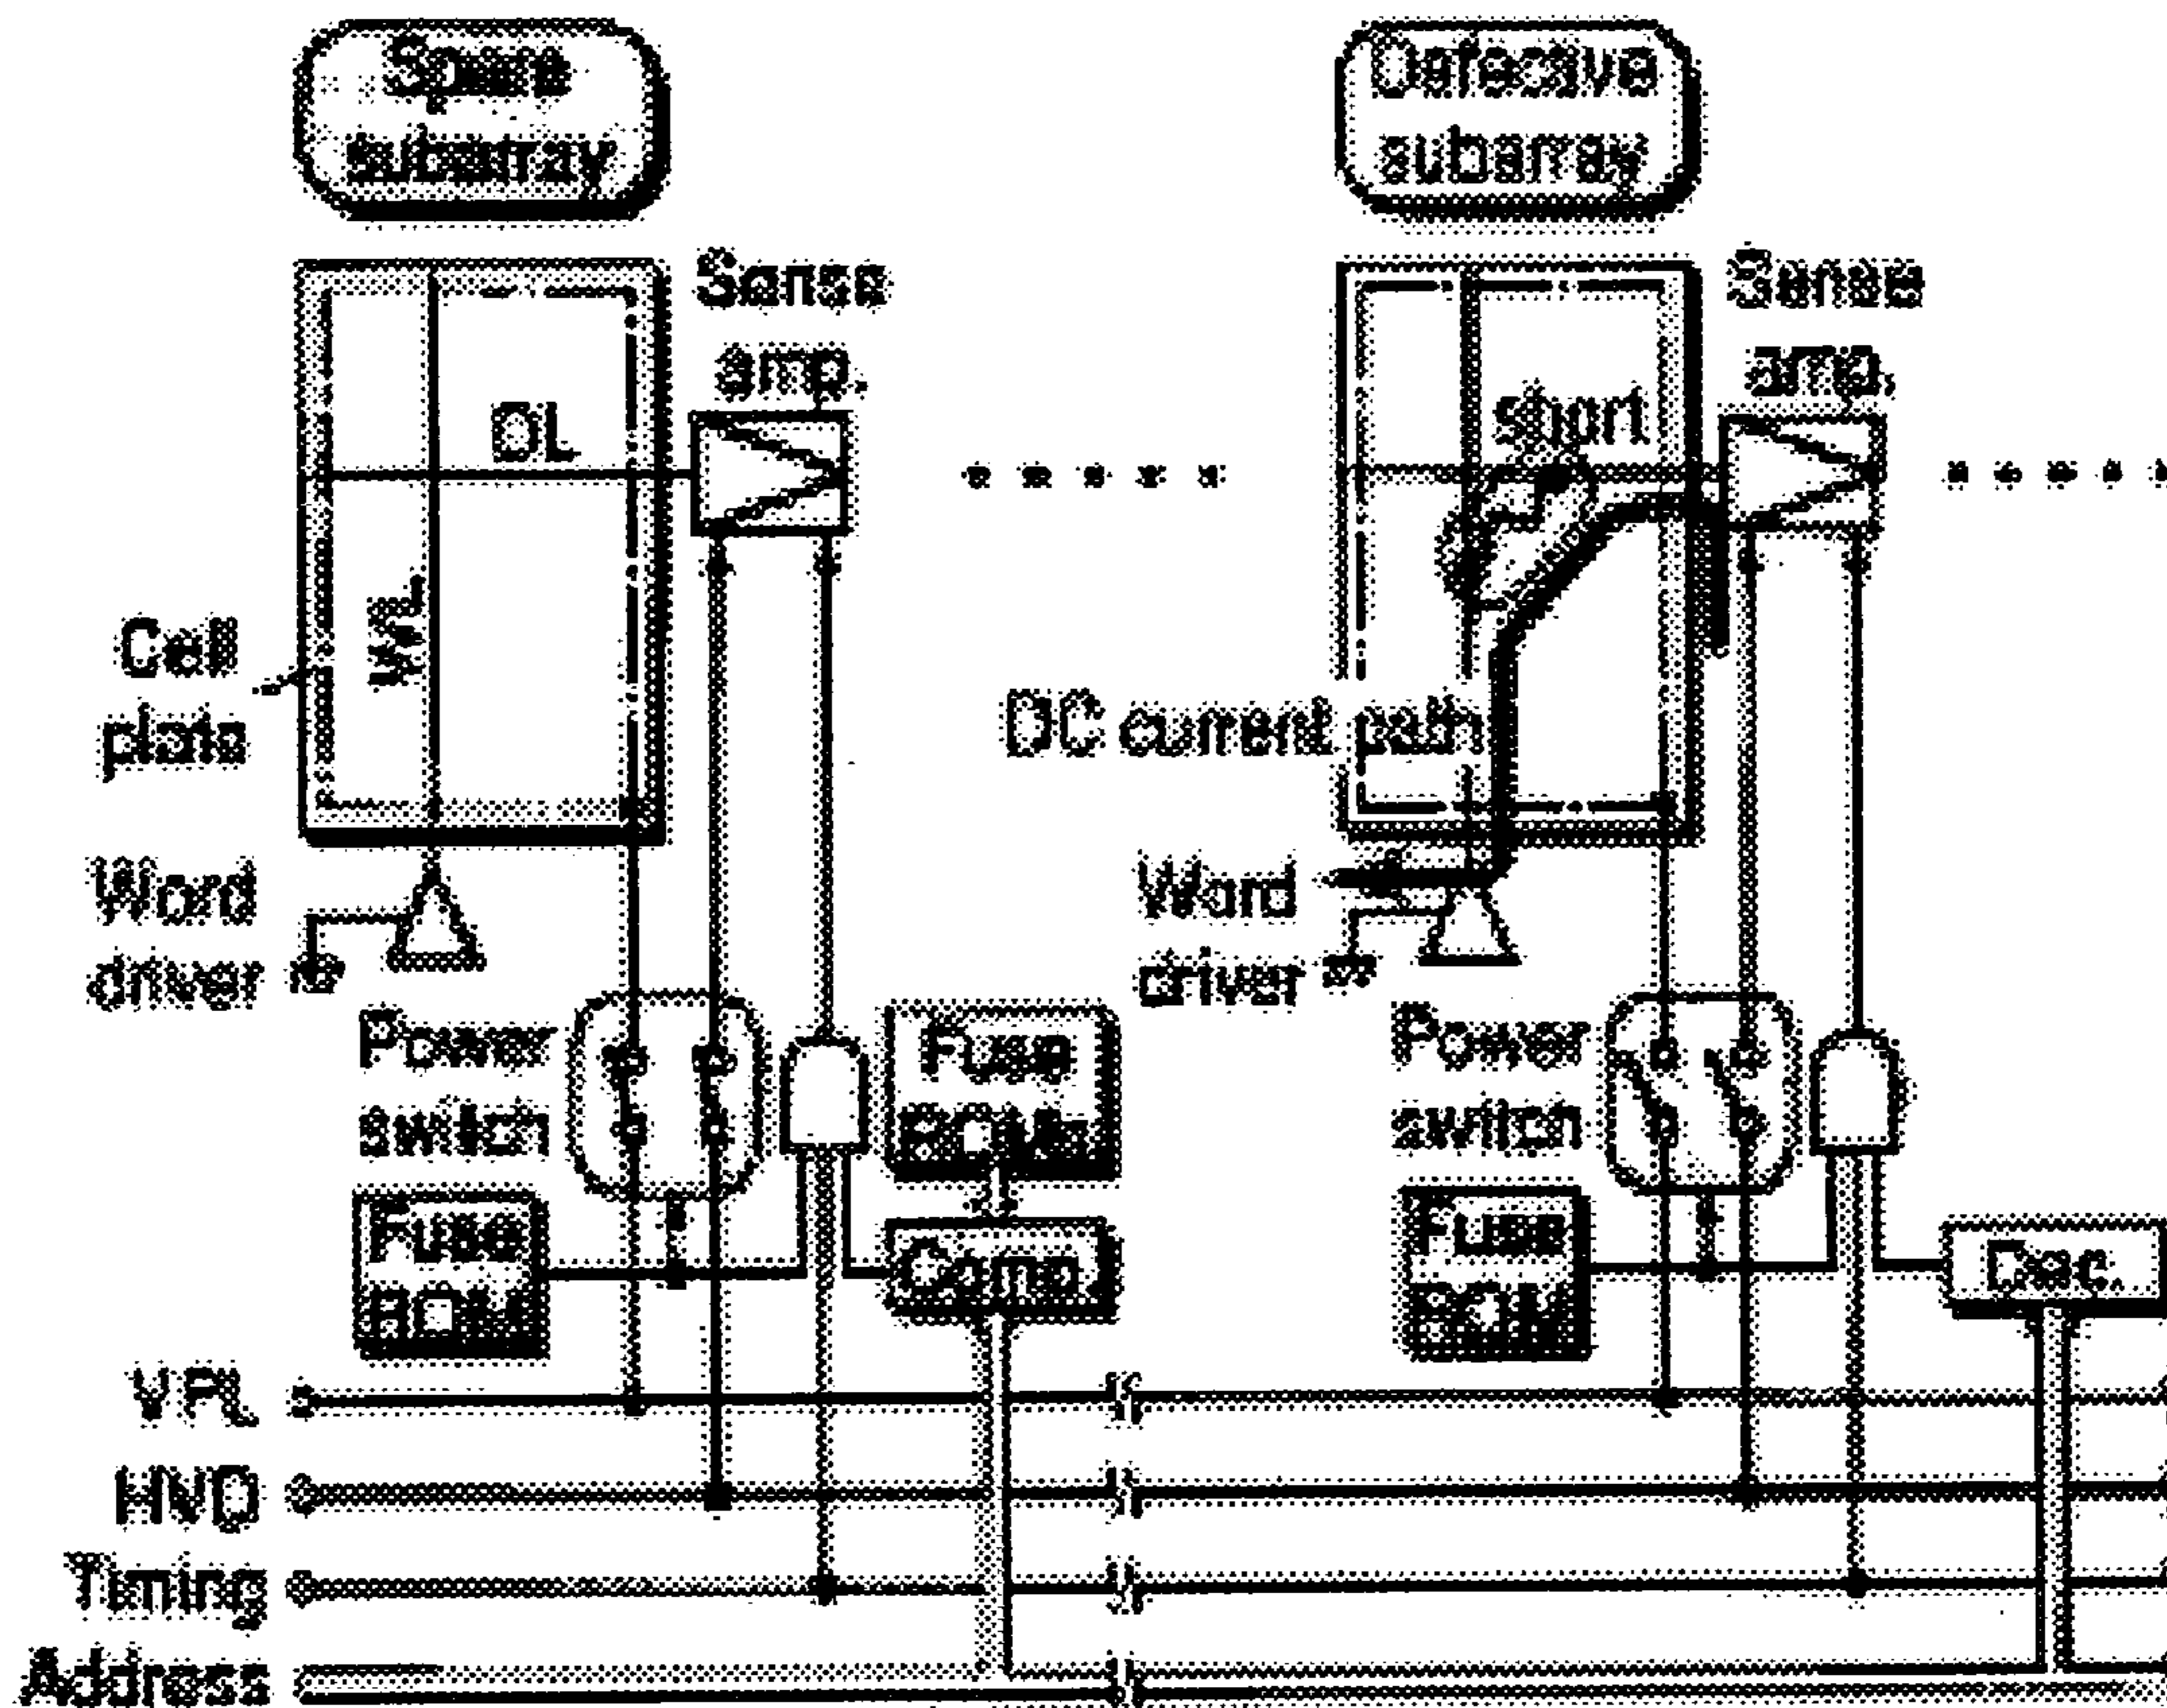 Spare
subarray
Defective
subarray
Sense
amp.
Sense
amp.
DL
short
WL
Cell
plate
DC current path
Word
driver
Word
driver
Power
switch
Fuse
ROMs
Power
switch
Fuse
ROM
Comp.
Fuse
ROM
Dec.
VPL
HVD
Timing
Address